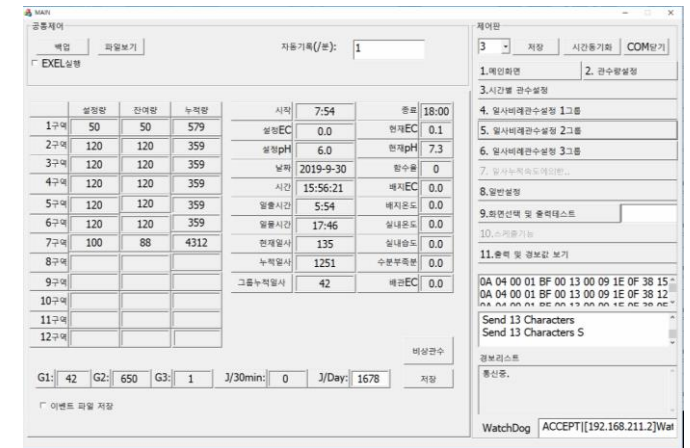 MAIN
공통제어
백업 파일보기 자동기록(/분): 1
EXEL실행
설정량 잔여량 누적량
1구역 50 50 579
2구역 120 120 359
3구역 120 120 359
4구역 120 120 359
5구역 120 120 359
6구역 120 120 359
7구역 100 88 4312
8구역
9구역
10구역
11구역
12구역
시작 7:54 종료 18:00
설정EC 0.0 현재EC 0.1
설정pH 6.0 현재pH 7.3
날짜 2019-9-30 함수율 0
시간 15:56:21 배지EC 0.0
일출시간 5:54 배지온도 0.0
일몰시간 17:46 실내온도 0.0
현재일사 135 실내습도 0.0
누적일사 1251 수분부족분 0.0
그룹누적일사 42 배관EC 0.0
비상관수
G1: 42 G2: 650 G3: 1 J/30min: 0 J/Day: 1678 저장
이벤트 파일 저장
제어판
3 저장 시간동기화 COM닫기
1.메인화면 2. 관수량설정
3.시간별 관수설정
4. 일사비례관수설정 1그룹
5. 일사비례관수설정 2그룹
6. 일사비례관수설정 3그룹
7. 일사누적속도에의한..
8.일반설정
9.화면선택 및 출력테스트
10.스케줄기능
11.출력 및 경보값 보기
0A 04 00 01 BF 00 13 00 09 1E 0F 38 15
0A 04 00 01 BF 00 13 00 09 1E 0F 38 12
0A 04 00 01 BF 00 13 00 09 1E 0F 38 0F
Send 13 Characters
Send 13 Characters S
경보리스트
통신중.
WatchDog ACCEPT|[192.168.211.2]Wat